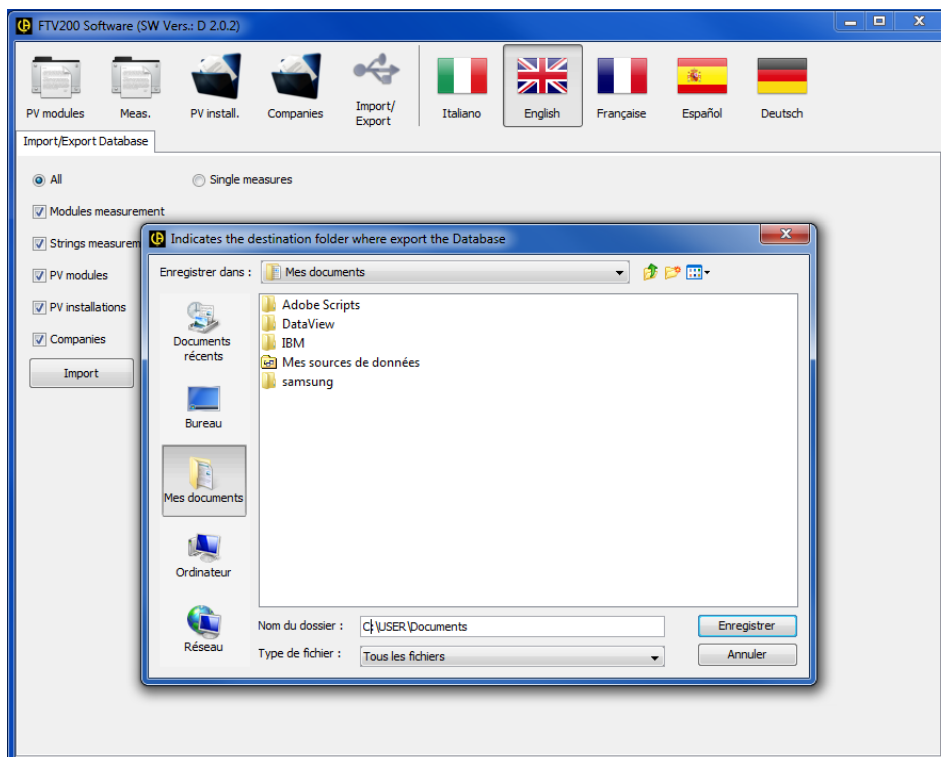 FTV200 Software (SW Vers.: D 2.0.2)
PV modules
Meas.
PV install.
Companies
Import/
Export
Italiano
English
Française
Español
Deutsch
Import/Export Database
All
Single measures
Modules measurement
Strings measurem
PV modules
PV installations
Companies
Import
Indicates the destination folder where export the Database
Enregistrer dans :
Mes documents
Documents
récents
Bureau
Mes documents
Ordinateur
Réseau
Adobe Scripts
DataView
IBM
Mes sources de données
samsung
Nom du dossier :
C:\USER\Documents
Enregistrer
Type de fichier :
Tous les fichiers
Annuler